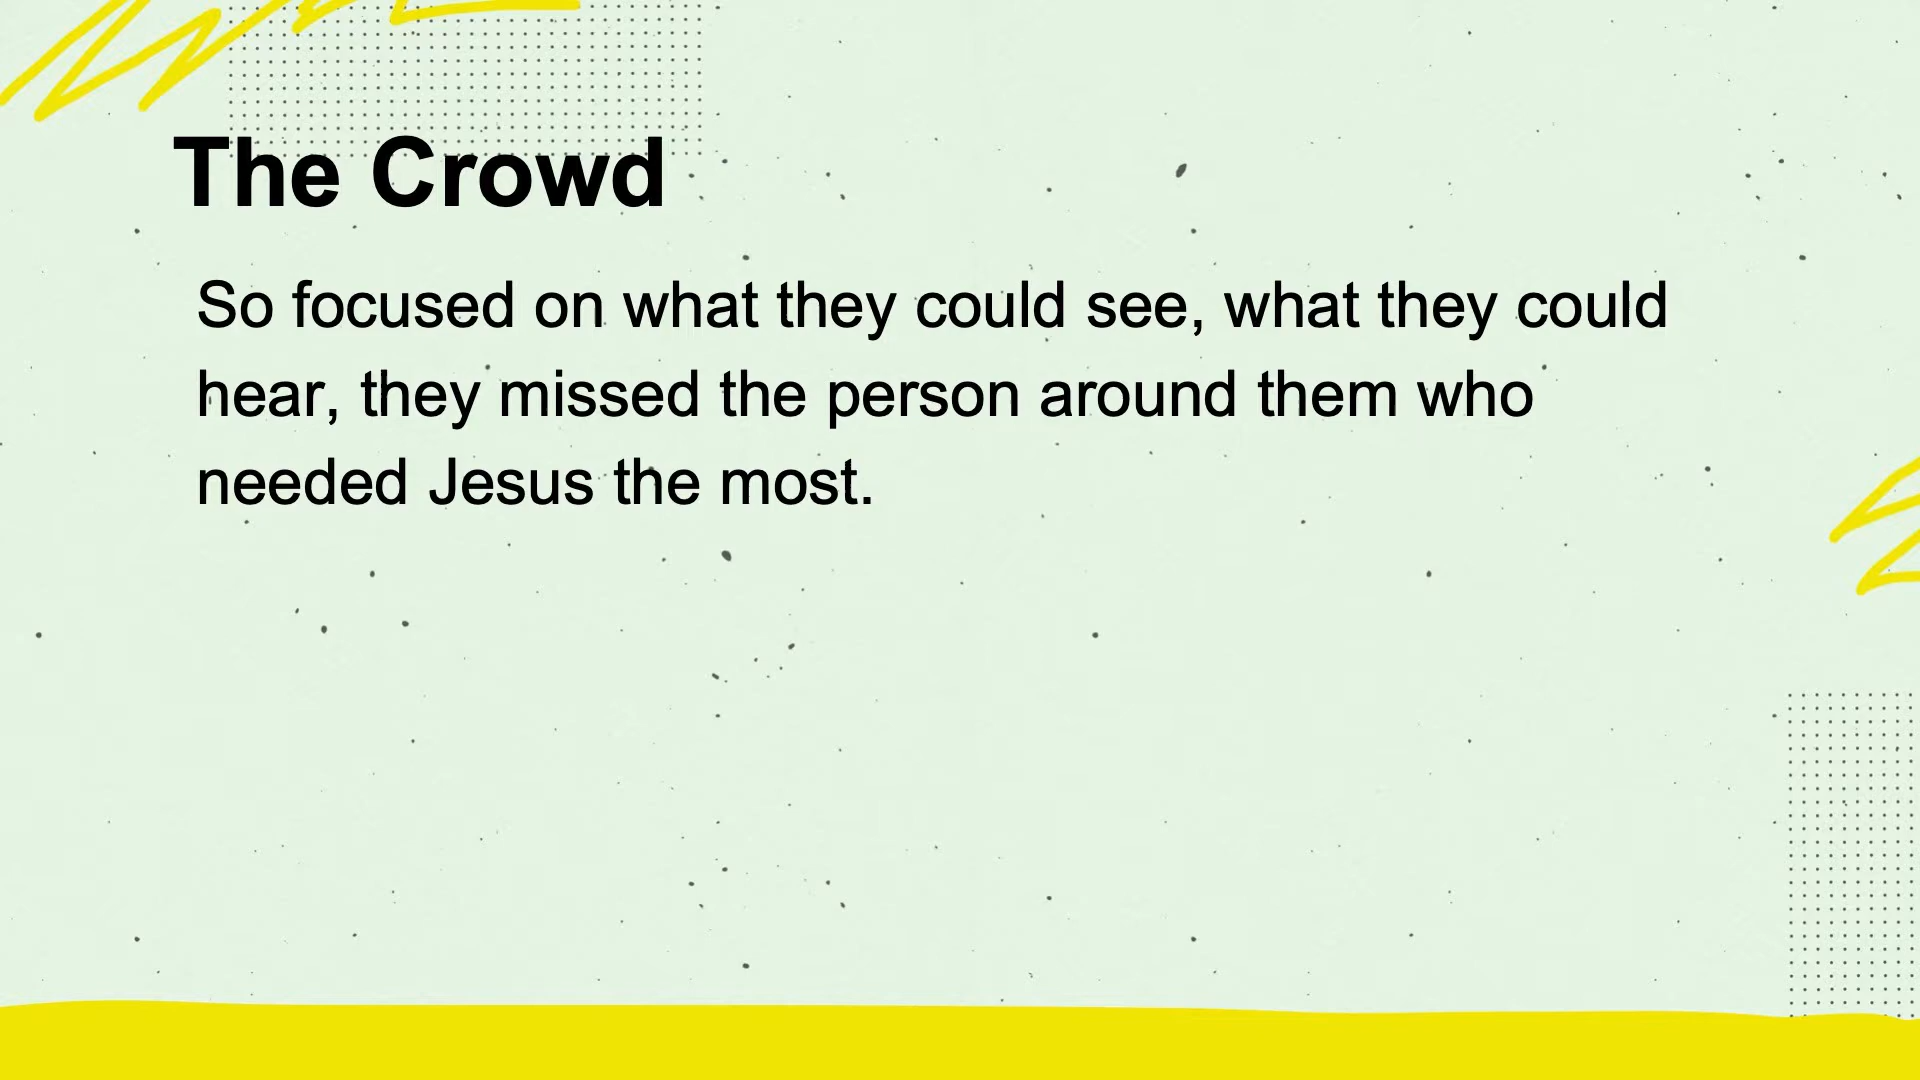 The Crowd
So focused on what they could see, what they could
hear, they missed the person around them who
needed Jesus the most.